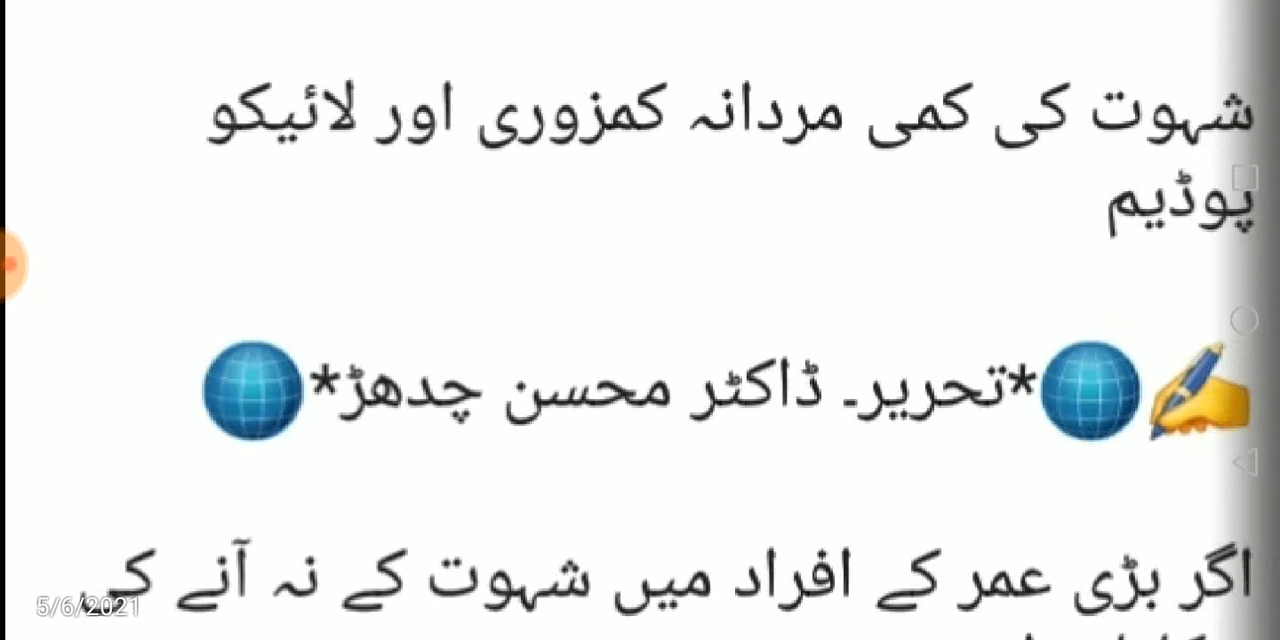 شہوت کی کمی مردانہ کمزوری اور لائیکو
پوڈیم
*تحریر۔ ڈاکٹر محسن چدھڑ*
اگر بڑی عمر کے افراد میں شہوت کے نہ آنے کے
5/6/2021